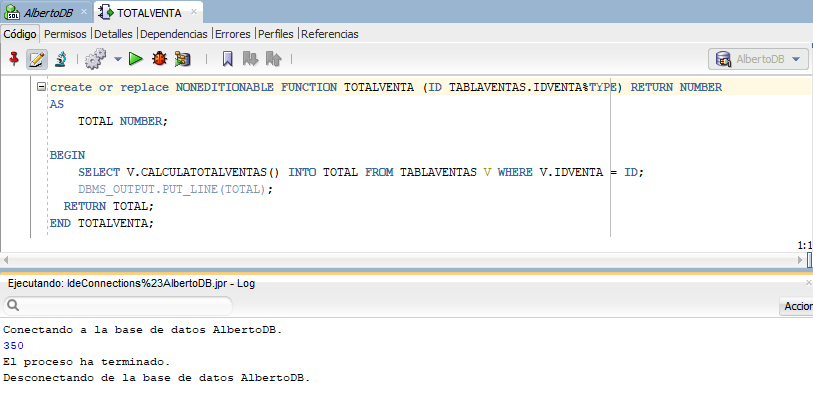 SQL AlbertoDB TOTALVENTA
Código Permisos Detalles Dependencias Errores Perfiles Referencias
AlbertoDB
create or replace NONEDITIONABLE FUNCTION TOTALVENTA (ID TABLAVENTAS.IDVENTA%TYPE) RETURN NUMBER
AS
TOTAL NUMBER;
BEGIN
SELECT V.CALCULATOTALVENTAS() INTO TOTAL FROM TABLAVENTAS V WHERE V.IDVENTA = ID;
DBMS_OUTPUT.PUT_LINE(TOTAL);
RETURN TOTAL;
END TOTALVENTA;
1:1
Ejecutando: IdeConnections%23AlbertoDB.jpr - Log
Accion
Conectando a la base de datos AlbertoDB.
350
El proceso ha terminado.
Desconectando de la base de datos AlbertoDB.